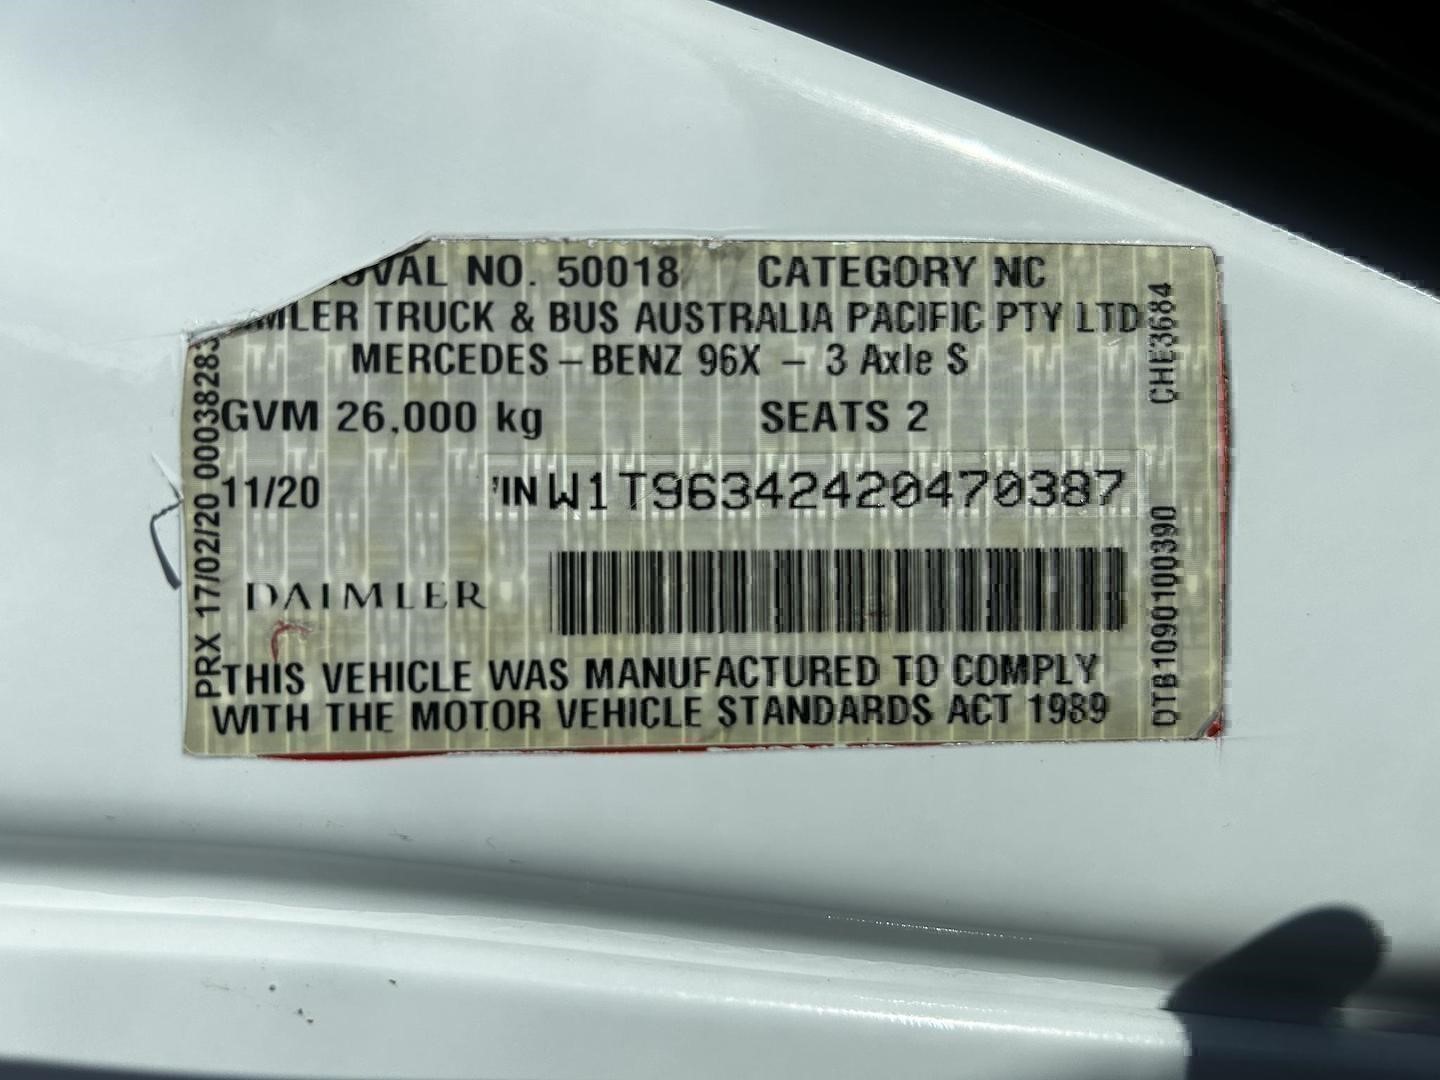 OVAL NO. 50018 CATEGORY NC
MLER TRUCK & BUS AUSTRALIA PACIFIC PTY LTD
MERCEDES – BENZ 96X – 3 Axle S
GVM 26,000 kg SEATS 2
11/20 'IN W1T96342420470387
DAIMLER
THIS VEHICLE WAS MANUFACTURED TO COMPLY
WITH THE MOTOR VEHICLE STANDARDS ACT 1989
PRX 17/02/20 00038283
DTB1090100390 CHE3684